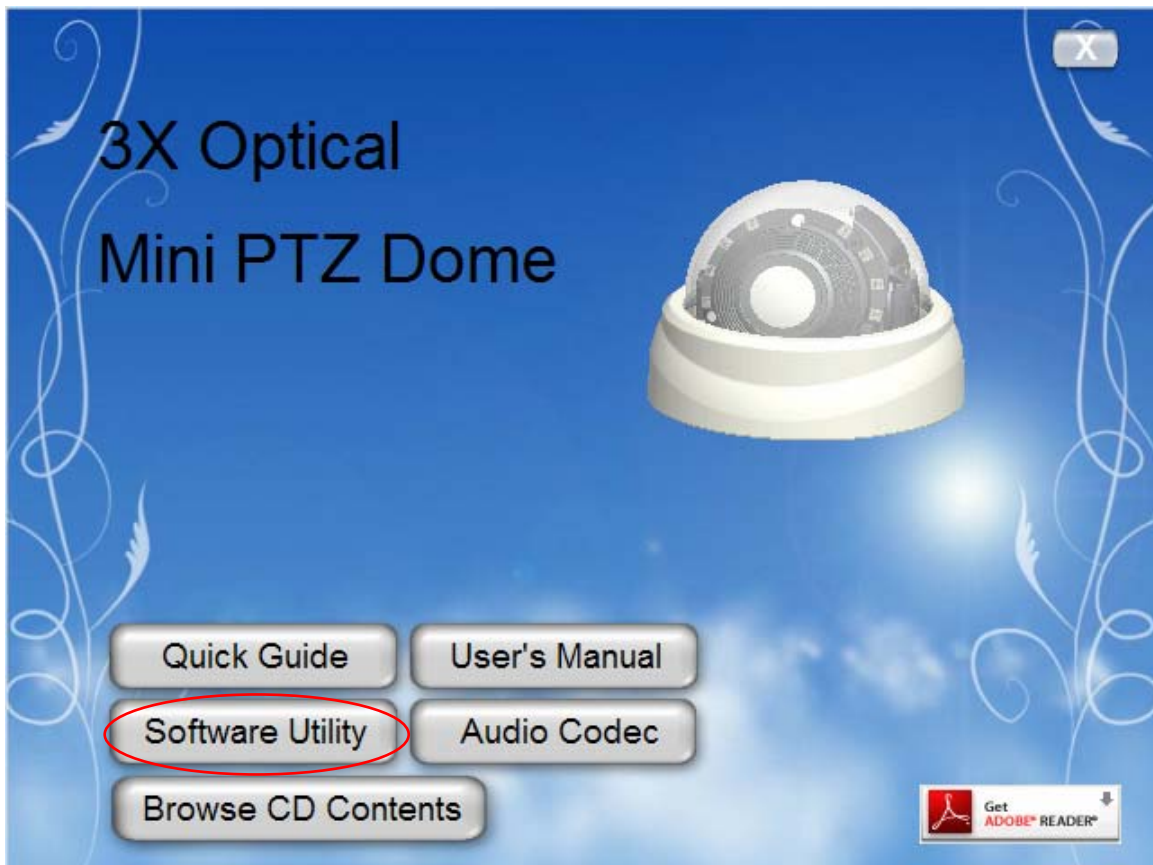 X
3X Optical
Mini PTZ Dome
Quick Guide
User's Manual
Software Utility
Audio Codec
Browse CD Contents
Get
ADOBE® READER®